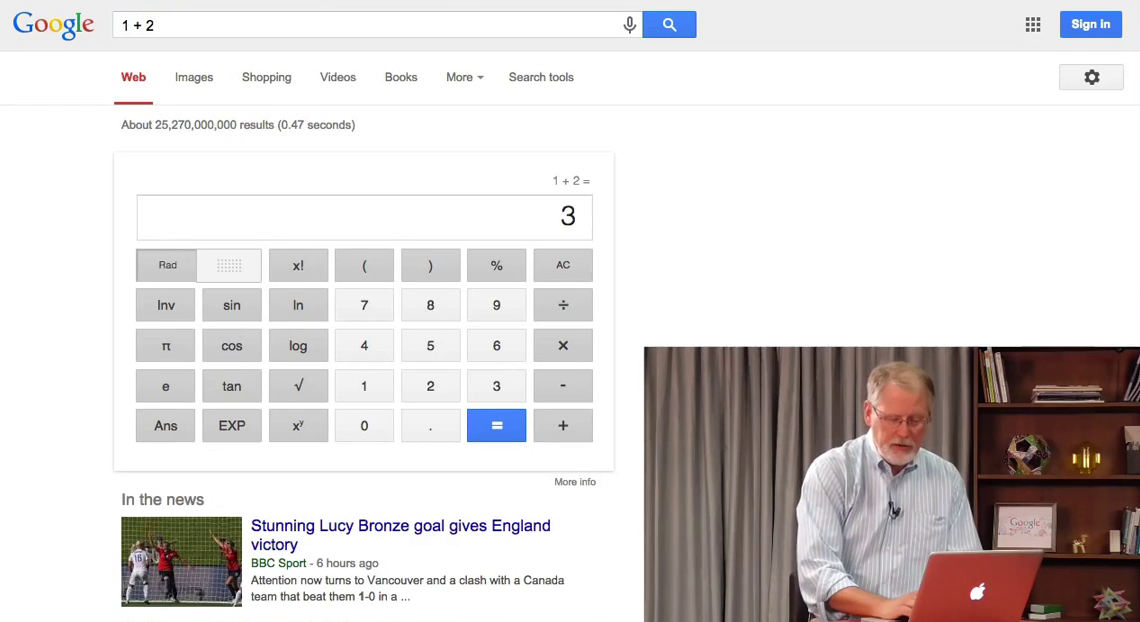 Google
1 + 2
Sign in
Web Images Shopping Videos Books More Search tools
About 25,270,000,000 results (0.47 seconds)
1 + 2 =
3
Rad x! ( ) % AC
Inv sin ln 7 8 9 ÷
π cos log 4 5 6 ×
e tan √ 1 2 3 -
Ans EXP xʸ 0 . = +
More info
In the news
Stunning Lucy Bronze goal gives England
victory
BBC Sport - 6 hours ago
Attention now turns to Vancouver and a clash with a Canada
team that beat them 1-0 in a ...
16
Google